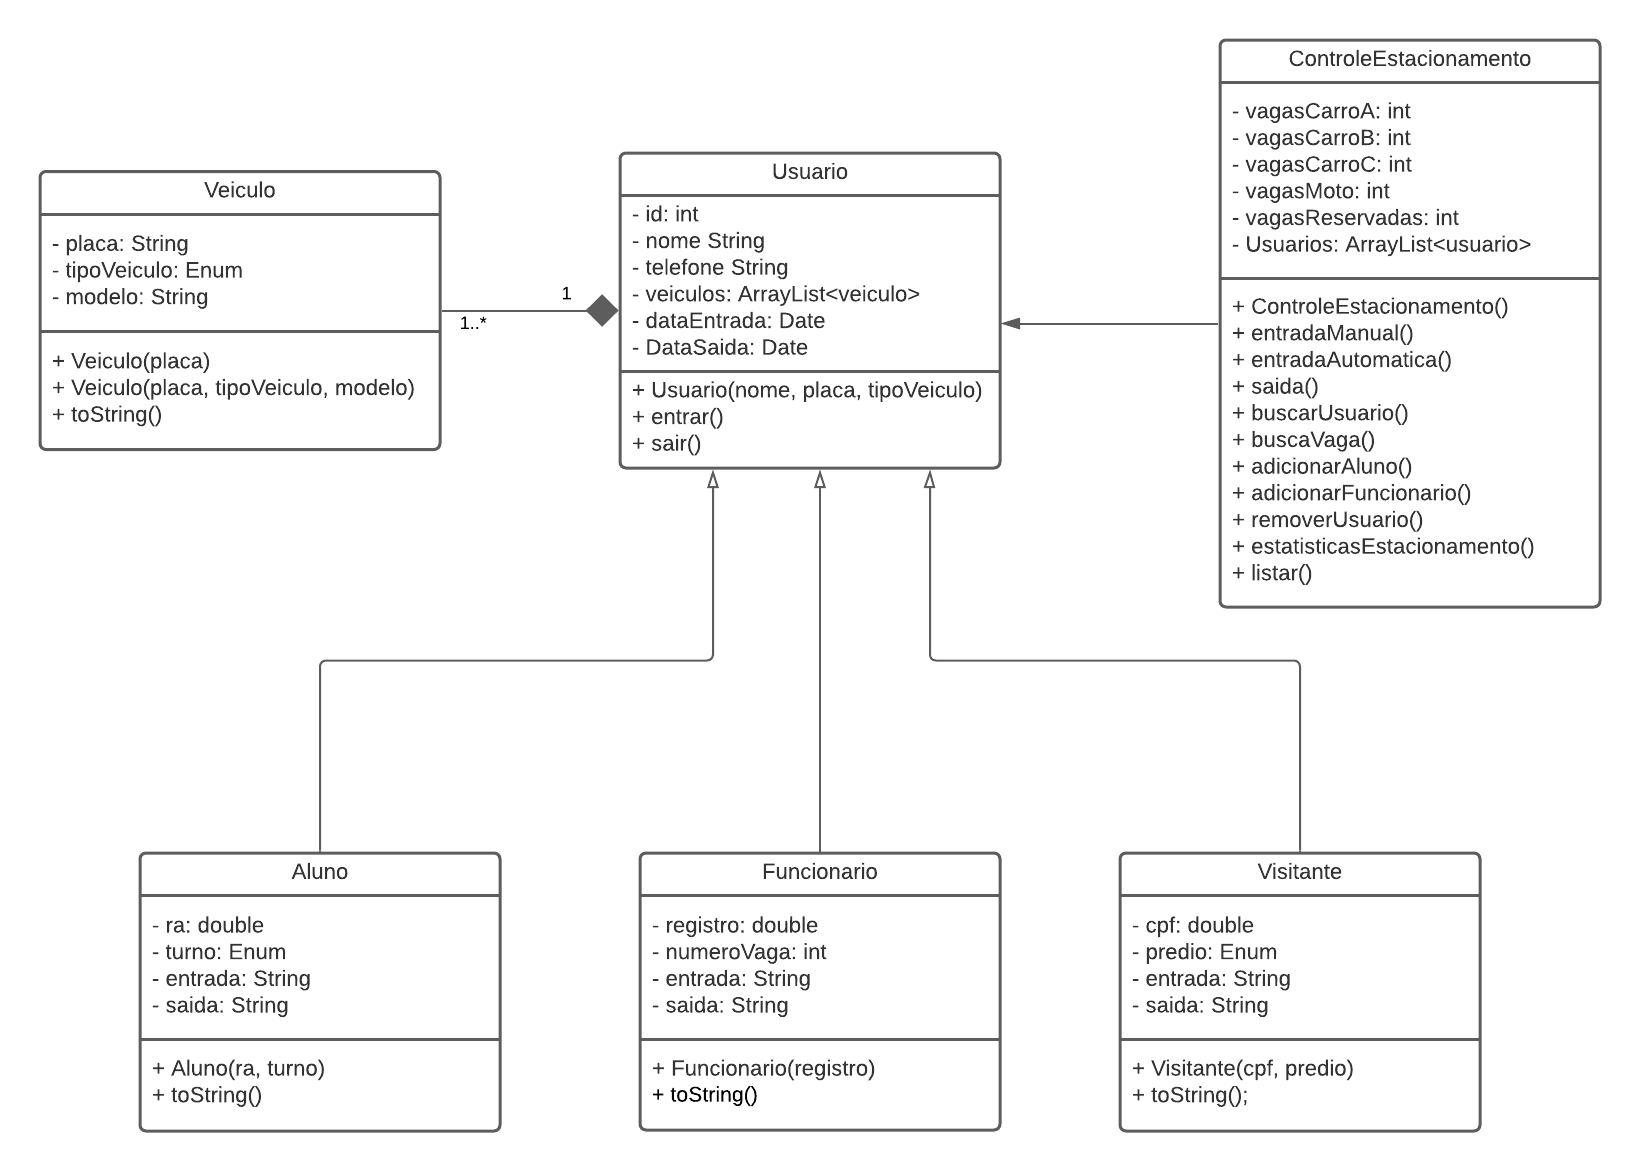 ControleEstacionamento
- vagasCarroA: int
- vagasCarroB: int
- vagasCarroC: int
- vagasMoto: int
- vagasReservadas: int
- Usuarios: ArrayList<usuario>
+ ControleEstacionamento()
+ entradaManual()
+ entradaAutomatica()
+ saida()
+ buscarUsuario()
+ buscaVaga()
+ adicionarAluno()
+ adicionarFuncionario()
+ removerUsuario()
+ estatisticasEstacionamento()
+ listar()
Usuario
- id: int
- nome String
- telefone String
- veiculos: ArrayList<veiculo>
- dataEntrada: Date
- DataSaida: Date
+ Usuario(nome, placa, tipoVeiculo)
+ entrar()
+ sair()
Veiculo
- placa: String
- tipoVeiculo: Enum
- modelo: String
+ Veiculo(placa)
+ Veiculo(placa, tipoVeiculo, modelo)
+ toString()
1
1..*
Aluno
- ra: double
- turno: Enum
- entrada: String
- saida: String
+ Aluno(ra, turno)
+ toString()
Funcionario
- registro: double
- numeroVaga: int
- entrada: String
- saida: String
+ Funcionario(registro)
+ toString()
Visitante
- cpf: double
- predio: Enum
- entrada: String
- saida: String
+ Visitante(cpf, predio)
+ toString();